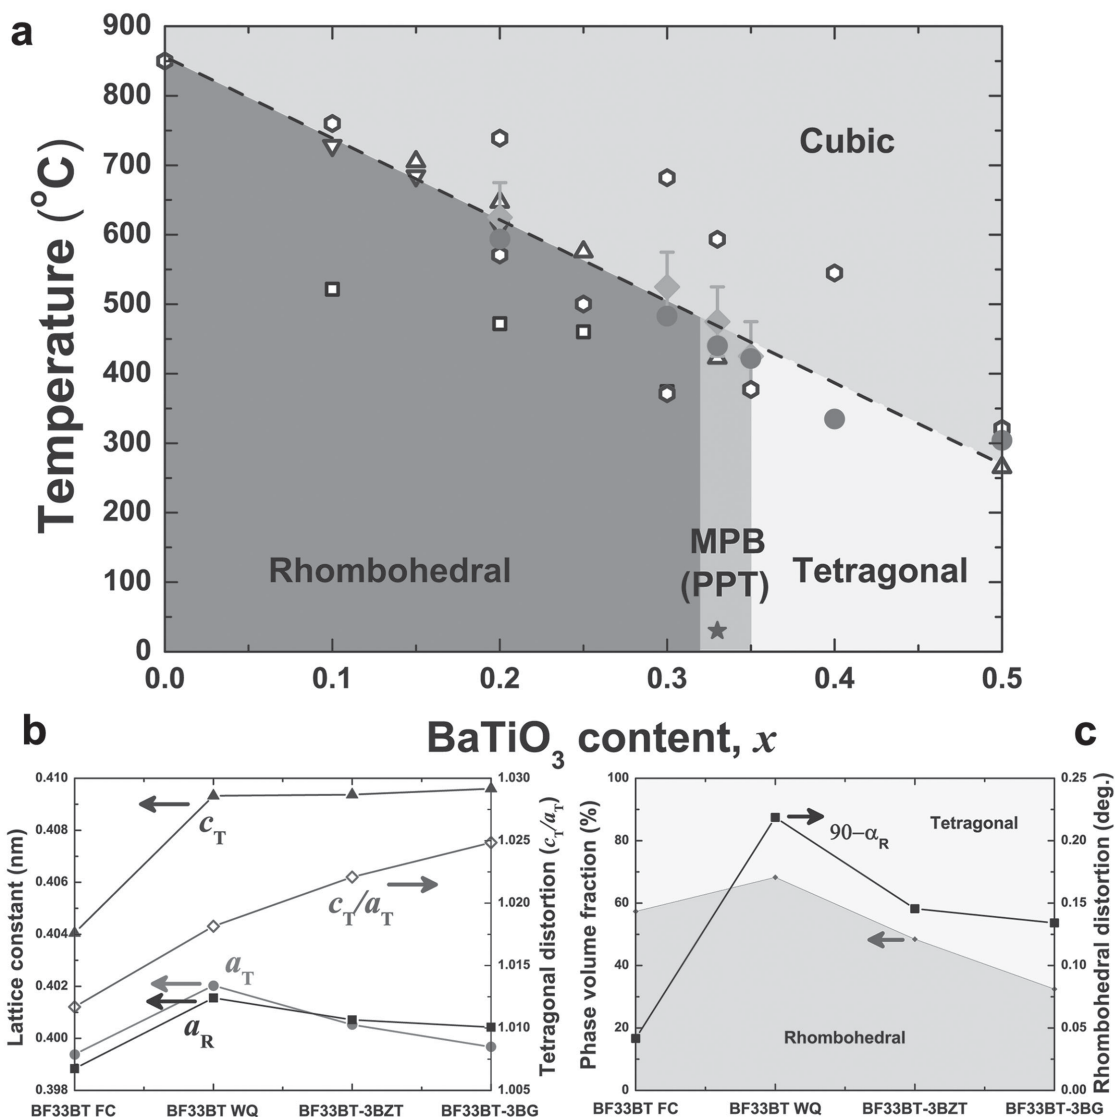 a
900
800
700
600
500
400
300
200
100
0
Temperature (°C)
Cubic
Rhombohedral
MPB
(PPT)
Tetragonal
0.0 0.1 0.2 0.3 0.4 0.5
BaTiO3 content, x
b
0.410
0.408
0.406
0.404
0.402
0.400
0.398
Lattice constant (nm)
cT
cT/aT
aT
aR
1.030
1.025
1.020
1.015
1.010
1.005
Tetragonal distortion (cT/aT)
BF33BT FC BF33BT WQ BF33BT-3BZT BF33BT-3BG
c
100
80
60
40
20
0
Phase volume fraction (%)
90−αR
Tetragonal
Rhombohedral
0.25
0.20
0.15
0.10
0.05
0.00
Rhombohedral distortion (deg.)
BF33BT FC BF33BT WQ BF33BT-3BZT BF33BT-3BG